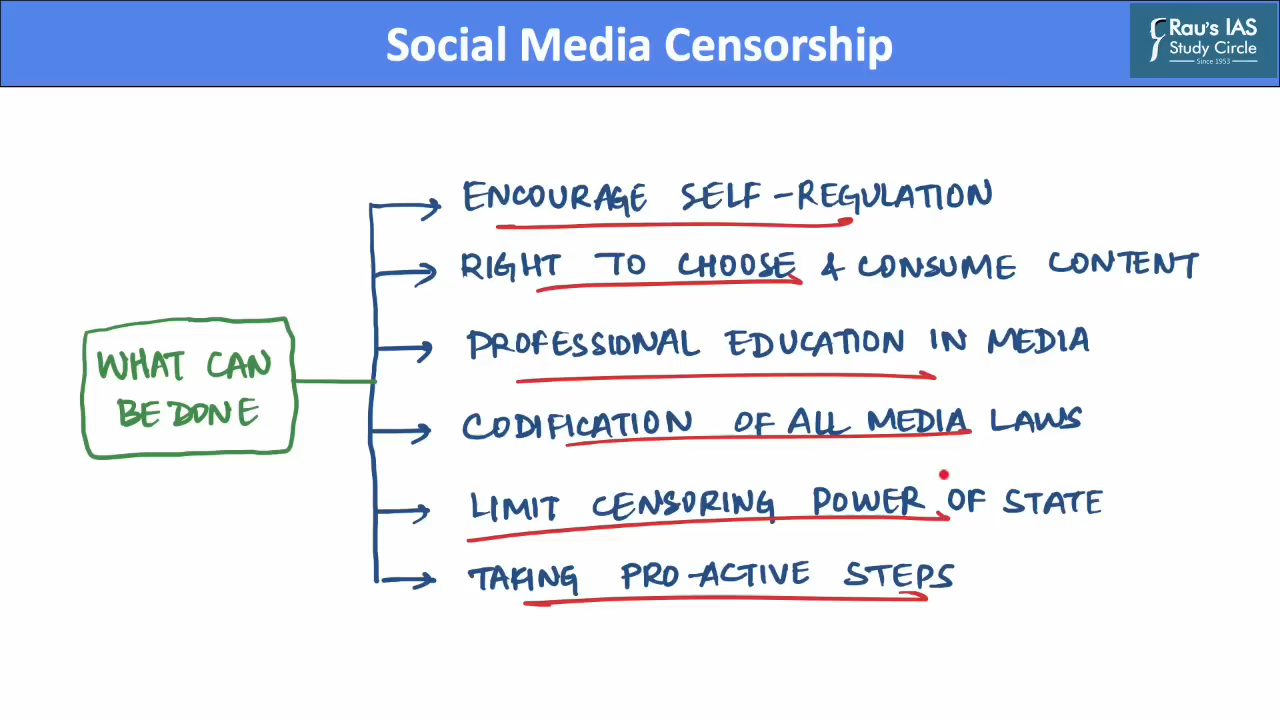 Social Media Censorship
Rau's IAS
Study Circle
Since 1953
ENCOURAGE SELF-REGULATION
RIGHT TO CHOOSE & CONSUME CONTENT
PROFESSIONAL EDUCATION IN MEDIA
WHAT CAN
BE DONE
CODIFICATION OF ALL MEDIA LAWS
LIMIT CENSORING POWER OF STATE
TAKING PRO-ACTIVE STEPS